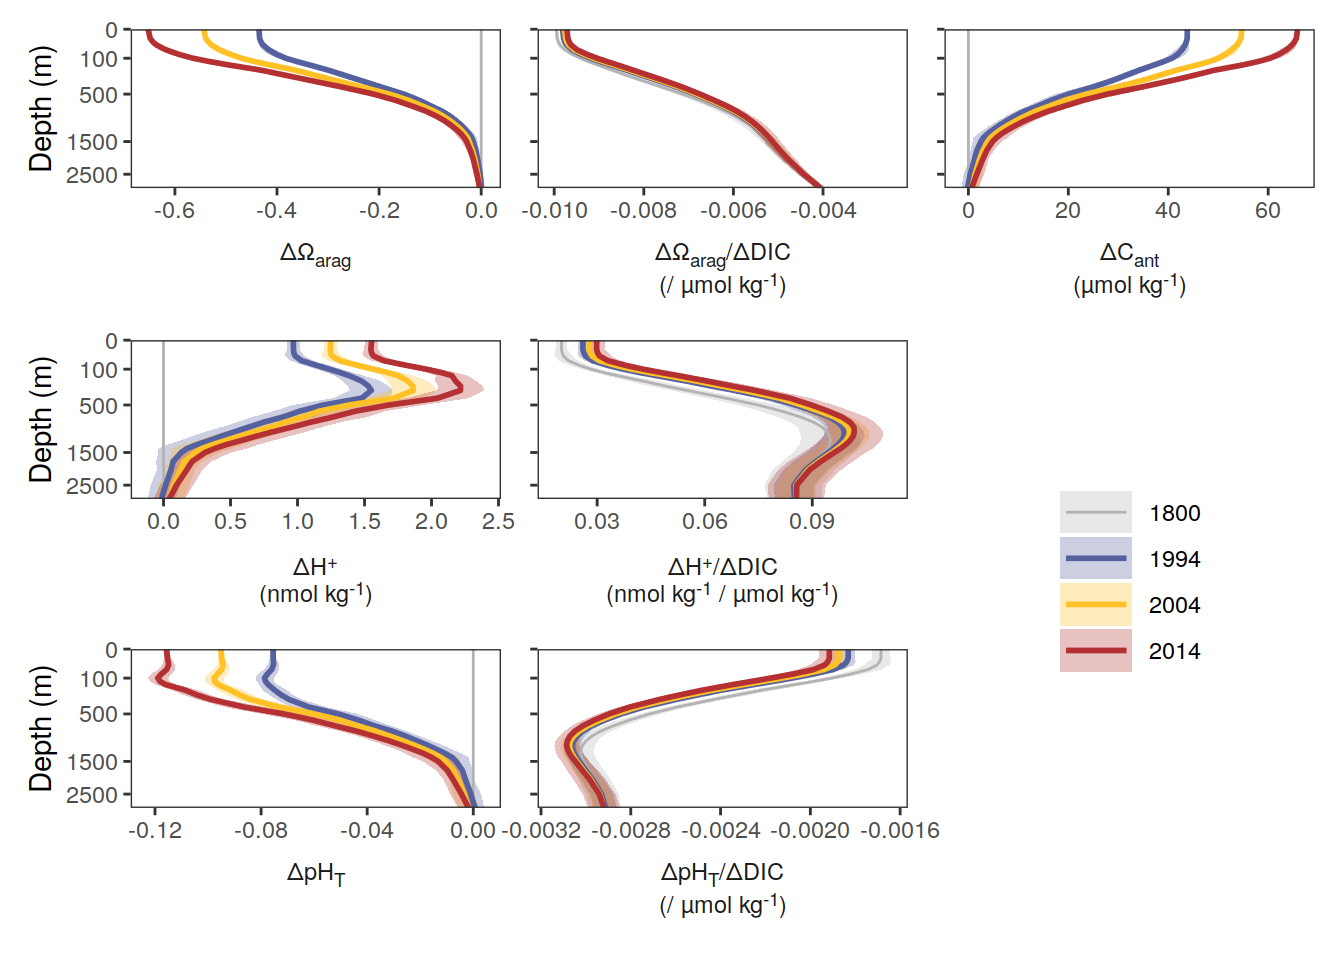 0
100
500
1500
2500
Depth (m)
-0.6 -0.4 -0.2 0.0
ΔΩarag
-0.010 -0.008 -0.006 -0.004
ΔΩarag/ΔDIC
(/ μmol kg-1)
0 20 40 60
ΔCant
(μmol kg-1)
0
100
500
1500
2500
Depth (m)
0.0 0.5 1.0 1.5 2.0 2.5
ΔH+
(nmol kg-1)
0.03 0.06 0.09
ΔH+/ΔDIC
(nmol kg-1 / μmol kg-1)
1800
1994
2004
2014
0
100
500
1500
2500
Depth (m)
-0.12 -0.08 -0.04 0.00
ΔpHT
-0.0032 -0.0028 -0.0024 -0.0020 -0.0016
ΔpHT/ΔDIC
(/ μmol kg-1)